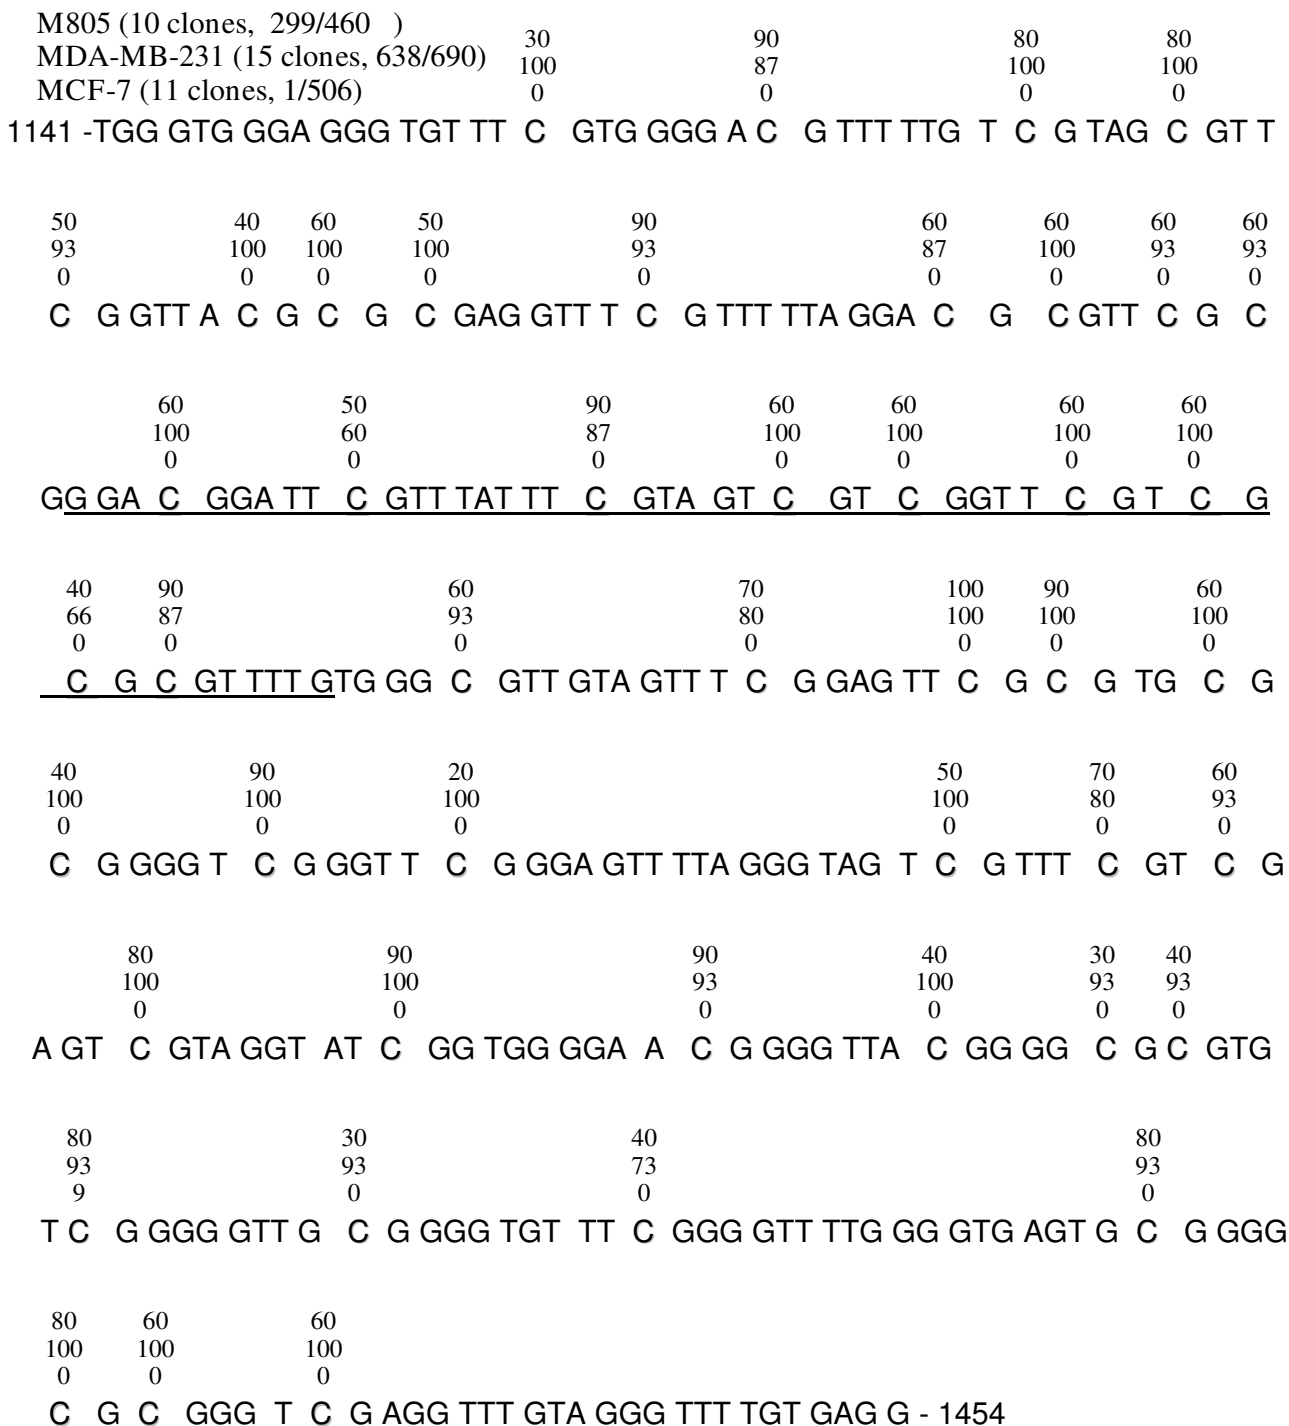 M805 (10 clones, 299/460 )
MDA-MB-231 (15 clones, 638/690)
MCF-7 (11 clones, 1/506)
30 90 80 80
100 87 100 100
0 0 0 0
1141 -TGG GTG GGA GGG TGT TT C GTG GGG A C G TTTT TTG T C G TAG C GT T
50 40 60 50 90 60 60 60 60
93 100 100 100 93 87 100 93 93
0 0 0 0 0 0 0 0 0
C G GTT A C G C G C GAG GTT T C G TTT TTA GGA C G C GTT C G C
60 50 90 60 60 60 60
100 60 87 100 100 100 100
0 0 0 0 0 0 0
GG GA C GGA TT C GTT TAT TT C GTA GT C GT C GGT T C G T C G
40 90 60 70 100 90 60
66 87 93 80 100 100 100
0 0 0 0 0 0 0
C G C GT TTT GTG GG C GTT GTA GTT T C G GAG TT C G C G TG C G
40 90 20 50 70 60
100 100 100 100 80 93
0 0 0 0 0 0
C G GGG T C G GGT T C G GGA GTT TTA GGG TAG T C G TTT C GT C G
80 90 90 40 30 40
100 100 93 100 93 93
0 0 0 0 0 0
A GT C GTA GGT AT C GG TGG GGA A C G GGG TTA C GG GG C G C GTG
80 30 40 80
93 93 73 93
9 0 0 0
T C G GGG GTT G C G GGG TGT TT C GGG GTT TTG GG GTG AGT G C G GGG
80 60 60
100 100 100
0 0 0
C G C GGG T C G AGG TTT GTA GGG TTT TGT GAG G - 1454